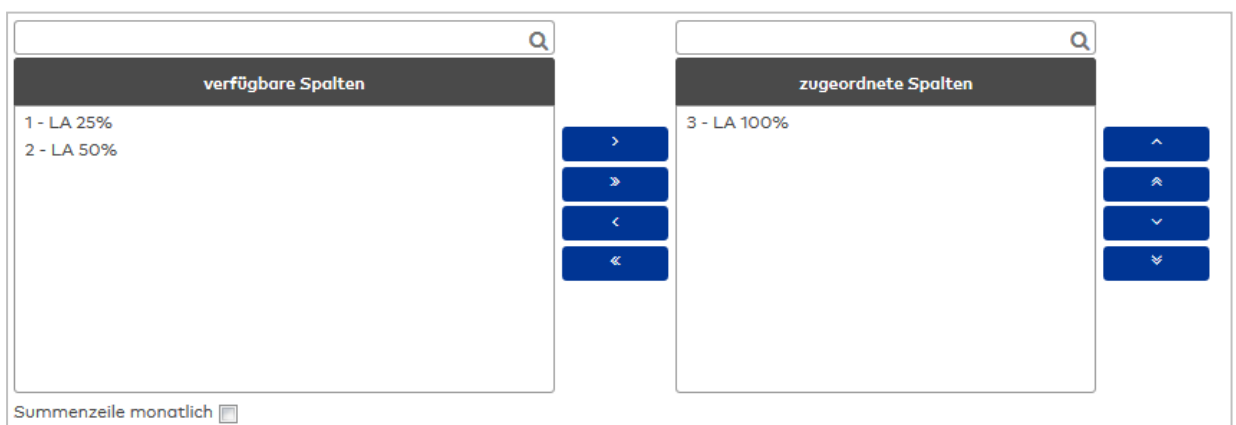 verfügbare Spalten
1 - LA 25%
2 - LA 50%
zugeordnete Spalten
3 - LA 100%
Summenzeile monatlich